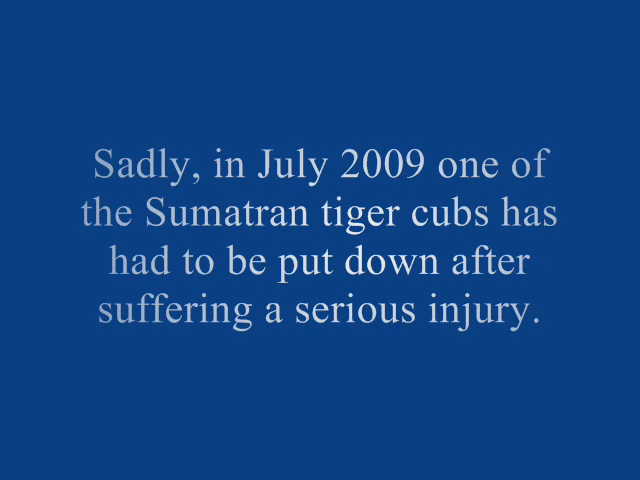 Sadly, in July 2009 one of
the Sumatran tiger cubs has
had to be put down after
suffering a serious injury.